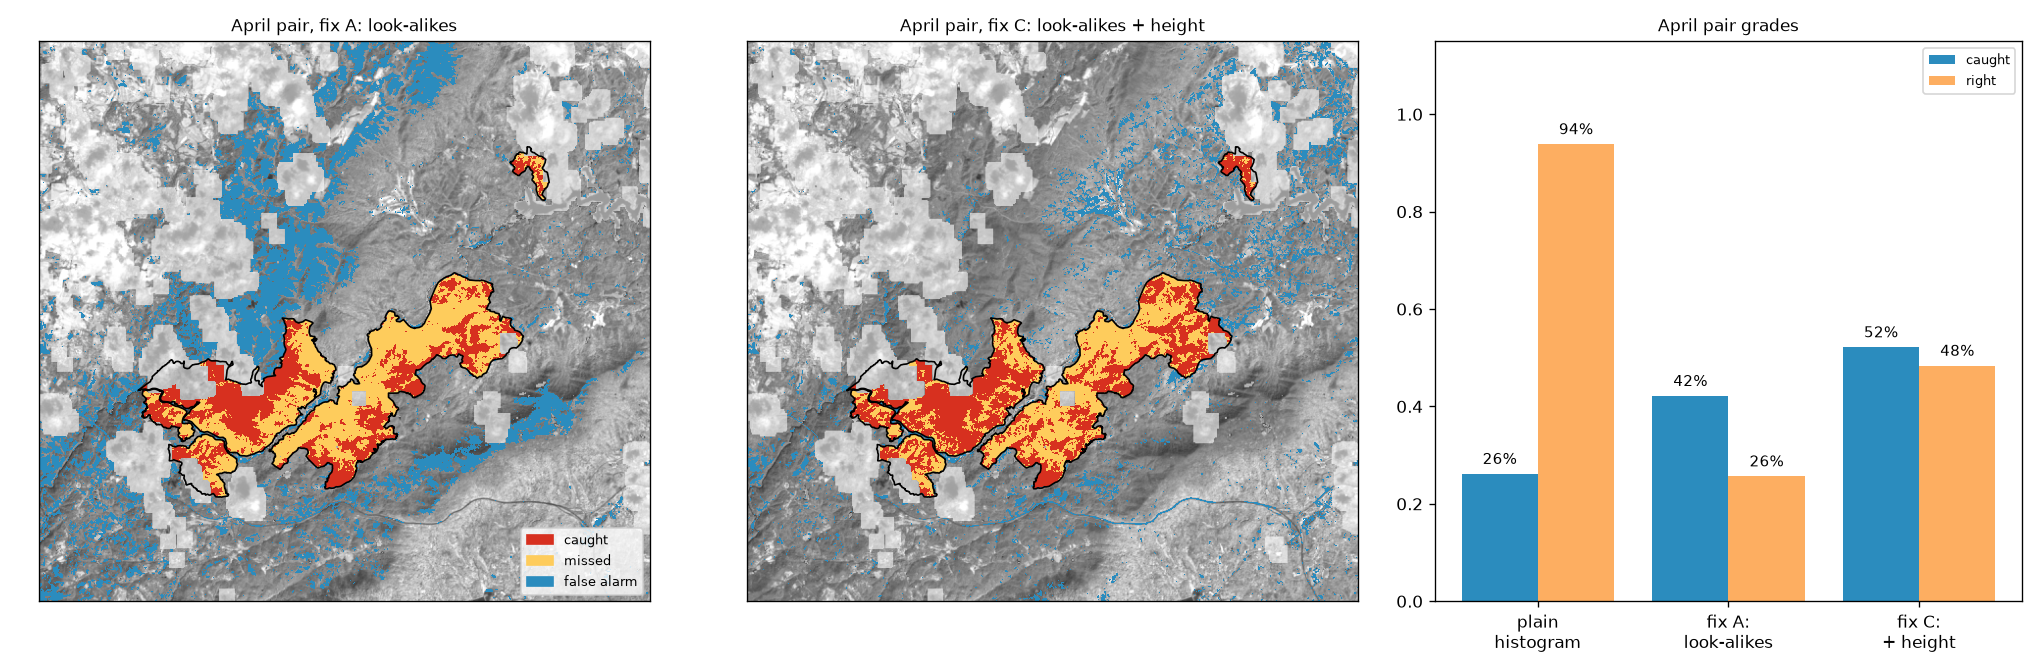 April pair, fix A: look-alikes
caught
missed
false alarm
April pair, fix C: look-alikes + height
April pair grades
caught
right
1.0
0.8
0.6
0.4
0.2
0.0
26%
94%
42%
26%
52%
48%
plain
histogram
fix A:
look-alikes
fix C:
+ height